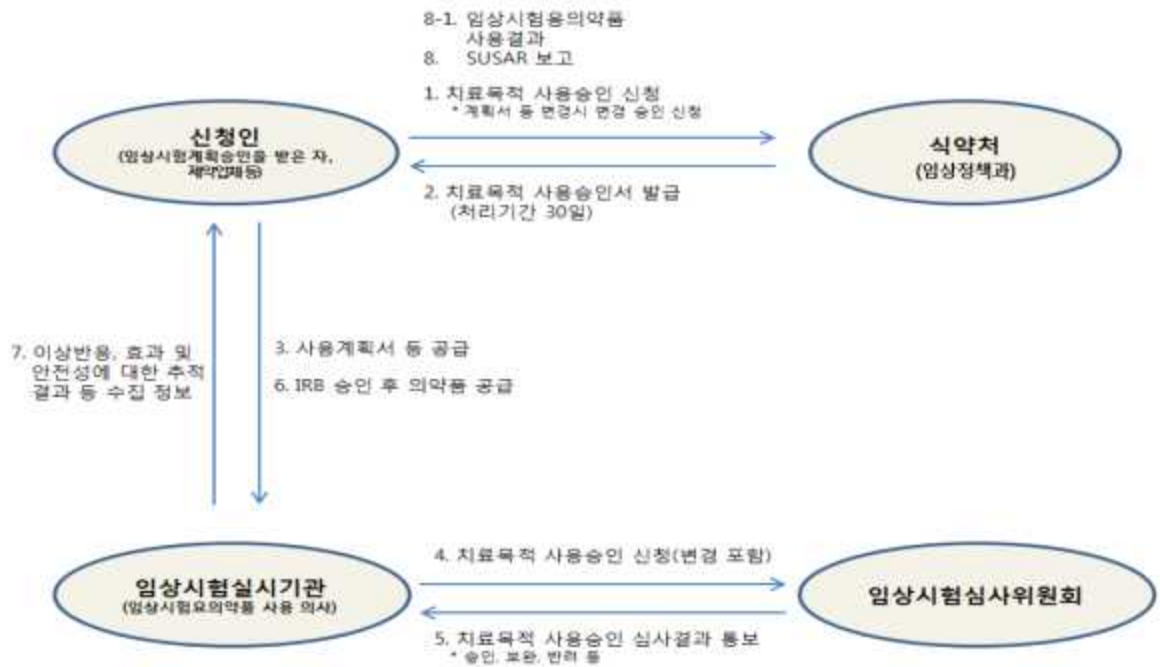 8-1. 임상시험용의약품
사용결과
8. SUSAR 보고
1. 치료목적 사용승인 신청
* 계획서 등 변경시 변경 승인 신청
신청인
(임상시험계획승인을 받은 자,
제약업체등)
식약처
(임상정책과)
2. 치료목적 사용승인서 발급
(처리기간 30일)
7. 이상반응, 효과 및
안전성에 대한 추적
결과 등 수집 정보
3. 사용계획서 등 공급
6. IRB 승인 후 의약품 공급
4. 치료목적 사용승인 신청(변경 포함)
임상시험실시기관
(임상시험요의약품 사용 의사)
임상시험심사위원회
5. 치료목적 사용승인 심사결과 통보
* 승인, 보완, 반려 등